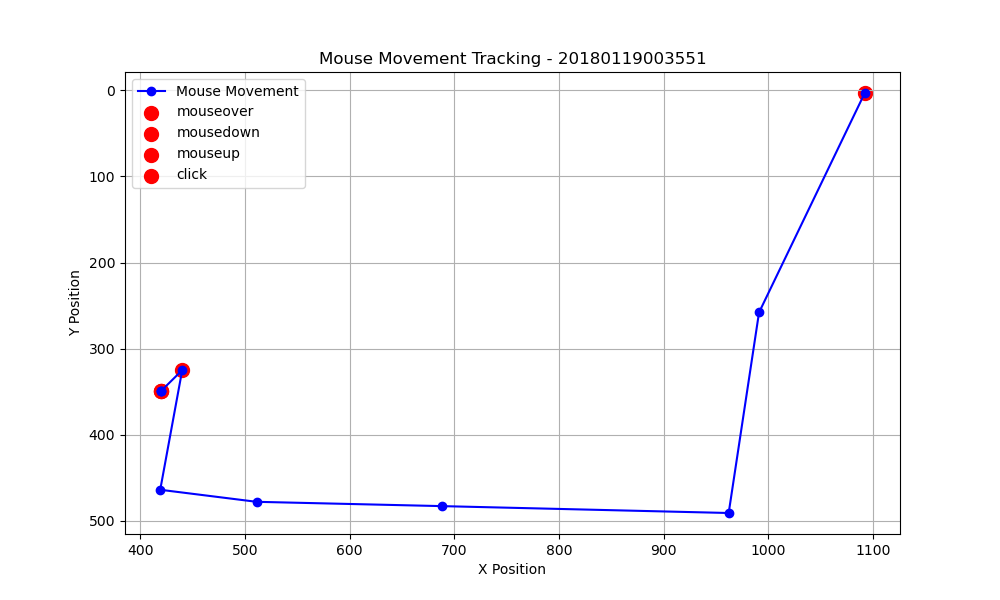 Mouse Movement Tracking - 20180119003551
Mouse Movement
mouseover
mousedown
mouseup
click
0
100
200
300
400
500
Y Position
400 500 600 700 800 900 1000 1100
X Position